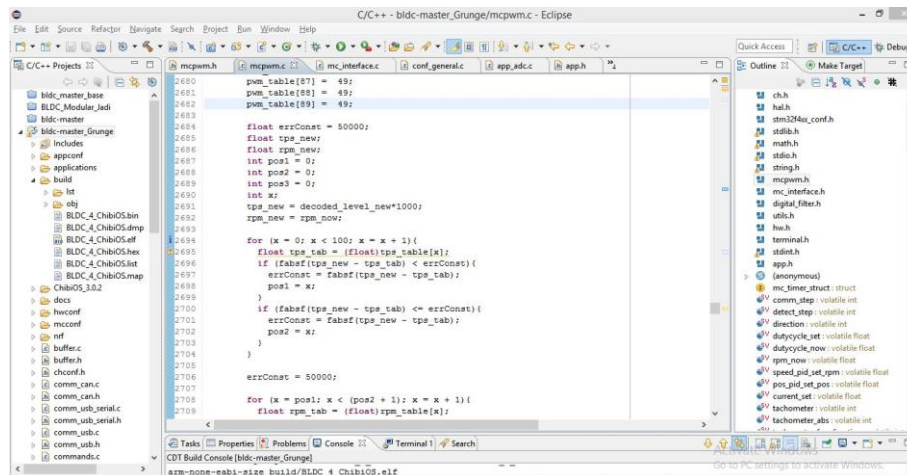 C/C++ - bldc-master_Grunge/mcpwm.c - Eclipse
File Edit Source Refactor Navigate Search Project Run Window Help
Quick Access C/C++ Debug
C/C++ Projects
mcpwm.h mcpwm.c mc_interface.c conf_general.c app_adc.c app.h
Outline Make Target
bldc_master_base
BLDC_Modular_Jadi
bldc-master
bldc-master_Grunge
Includes
appconf
applications
build
lst
obj
BLDC_4_ChibiOS.bin
BLDC_4_ChibiOS.dmp
BLDC_4_ChibiOS.elf
BLDC_4_ChibiOS.hex
BLDC_4_ChibiOS.list
BLDC_4_ChibiOS.map
ChibiOS_3.0.2
docs
hwconf
mcconf
nrf
buffer.c
buffer.h
chconf.h
comm_can.c
comm_can.h
comm_usb_serial.c
comm_usb_serial.h
comm_usb.c
comm_usb.h
commands.c
2680 pwm_table[87] = 49;
2681 pwm_table[88] = 49;
2682 pwm_table[89] = 49;
2683
2684 float errConst = 50000;
2685 float tps_new;
2686 float rpm_new;
2687 int pos1 = 0;
2688 int pos2 = 0;
2689 int pos3 = 0;
2690 int x;
2691 tps_new = decoded_level_new*1000;
2692 rpm_new = rpm_now;
2693
2694 for (x = 0; x < 100; x = x + 1){
2695 float tps_tab = (float)tps_table[x];
2696 if (fabsf(tps_new - tps_tab) < errConst){
2697 errConst = fabsf(tps_new - tps_tab);
2698 pos1 = x;
2699 }
2700 if (fabsf(tps_new - tps_tab) <= errConst){
2701 errConst = fabsf(tps_new - tps_tab);
2702 pos2 = x;
2703 }
2704 }
2705
2706 errConst = 50000;
2707
2708 for (x = pos1; x < (pos2 + 1); x = x + 1){
2709 float rpm_tab = (float)rpm_table[x];
ch.h
hal.h
stm32f4xx_conf.h
stdlib.h
math.h
stdio.h
string.h
mcpwm.h
mc_interface.h
digital_filter.h
utils.h
hw.h
terminal.h
stdint.h
app.h
(anonymous)
mc_timer_struct : struct
comm_step : volatile int
detect_step : volatile int
direction : volatile int
dutycycle_set : volatile float
dutycycle_now : volatile float
rpm_now : volatile float
speed_pid_set_rpm : volatile float
pos_pid_set_pos : volatile float
current_set : volatile float
tachometer : volatile int
tachometer_abs : volatile int
Tasks Properties Problems Console Terminal 1 Search
CDT Build Console [bldc-master_Grunge]
arm-none-eabi-size build/BLDC_4_ChibiOS.elf
Activate Windows
Go to PC settings to activate Windows.